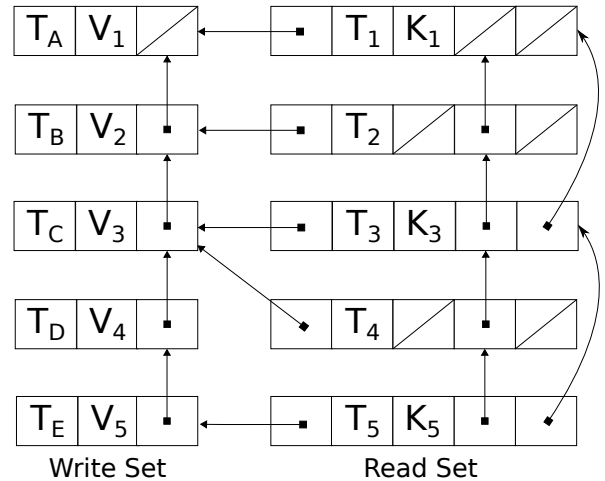 T_A V_1 T_1 K_1
T_B V_2 T_2
T_C V_3 T_3 K_3
T_D V_4 T_4
T_E V_5 T_5 K_5
Write Set Read Set